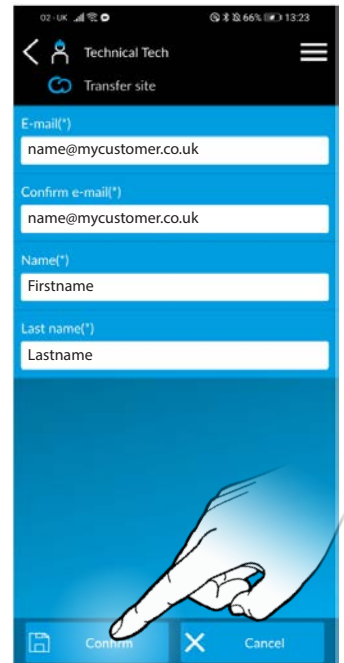 02-UK 66% 13:23
Technical Tech
Transfer site
E-mail(*)
name@mycustomer.co.uk
Confirm e-mail(*)
name@mycustomer.co.uk
Name(*)
Firstname
Last name(*)
Lastname
Confirm Cancel